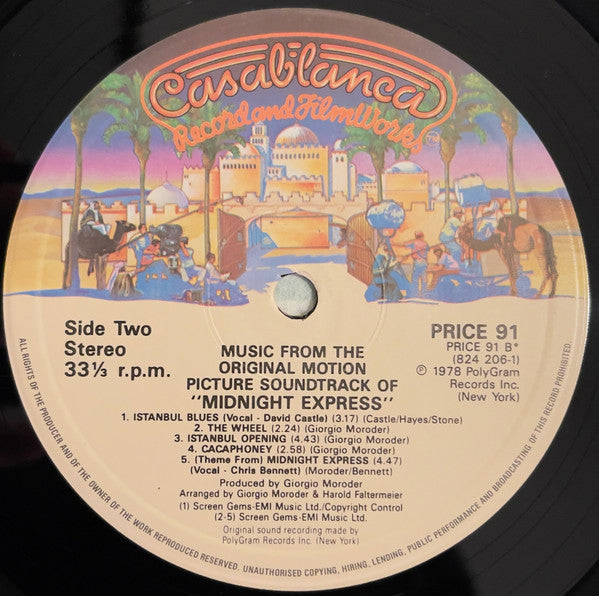 Casablanca
Record and FilmWorks
Side Two
Stereo
33⅓ r.p.m.
PRICE 91
PRICE 91 B*
(824 206-1)
℗ 1978 PolyGram
Records Inc.
(New York)
MUSIC FROM THE
ORIGINAL MOTION
PICTURE SOUNDTRACK OF
"MIDNIGHT EXPRESS"
1. ISTANBUL BLUES (Vocal - David Castle) (3.17) (Castle/Hayes/Stone)
2. THE WHEEL (2.24) (Giorgio Moroder)
3. ISTANBUL OPENING (4.43) (Giorgio Moroder)
4. CACAPHONEY (2.58) (Giorgio Moroder)
5. (Theme From) MIDNIGHT EXPRESS (4.47)
(Vocal - Chris Bennett) (Moroder/Bennett)
Produced by Giorgio Moroder
Arranged by Giorgio Moroder & Harold Faltermeier
(1) Screen Gems-EMI Music Ltd./Copyright Control
(2-5) Screen Gems-EMI Music Ltd.
Original sound recording made by
PolyGram Records Inc. (New York)
ALL RIGHTS OF THE PRODUCER AND OF THE OWNER OF THE WORK REPRODUCED RESERVED. UNAUTHORISED COPYING, HIRING, LENDING, PUBLIC PERFORMANCE AND BROADCASTING OF THIS RECORD PROHIBITED.